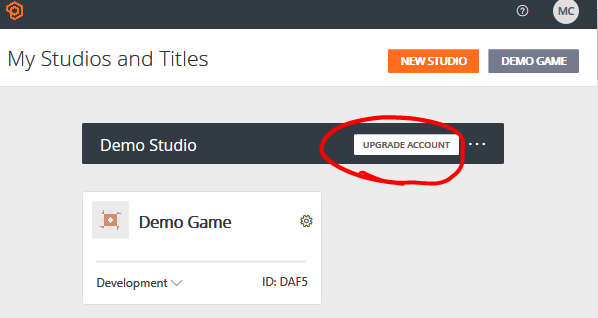 MC
My Studios and Titles
NEW STUDIO
DEMO GAME
Demo Studio
UPGRADE ACCOUNT
Demo Game
Development
ID: DAF5